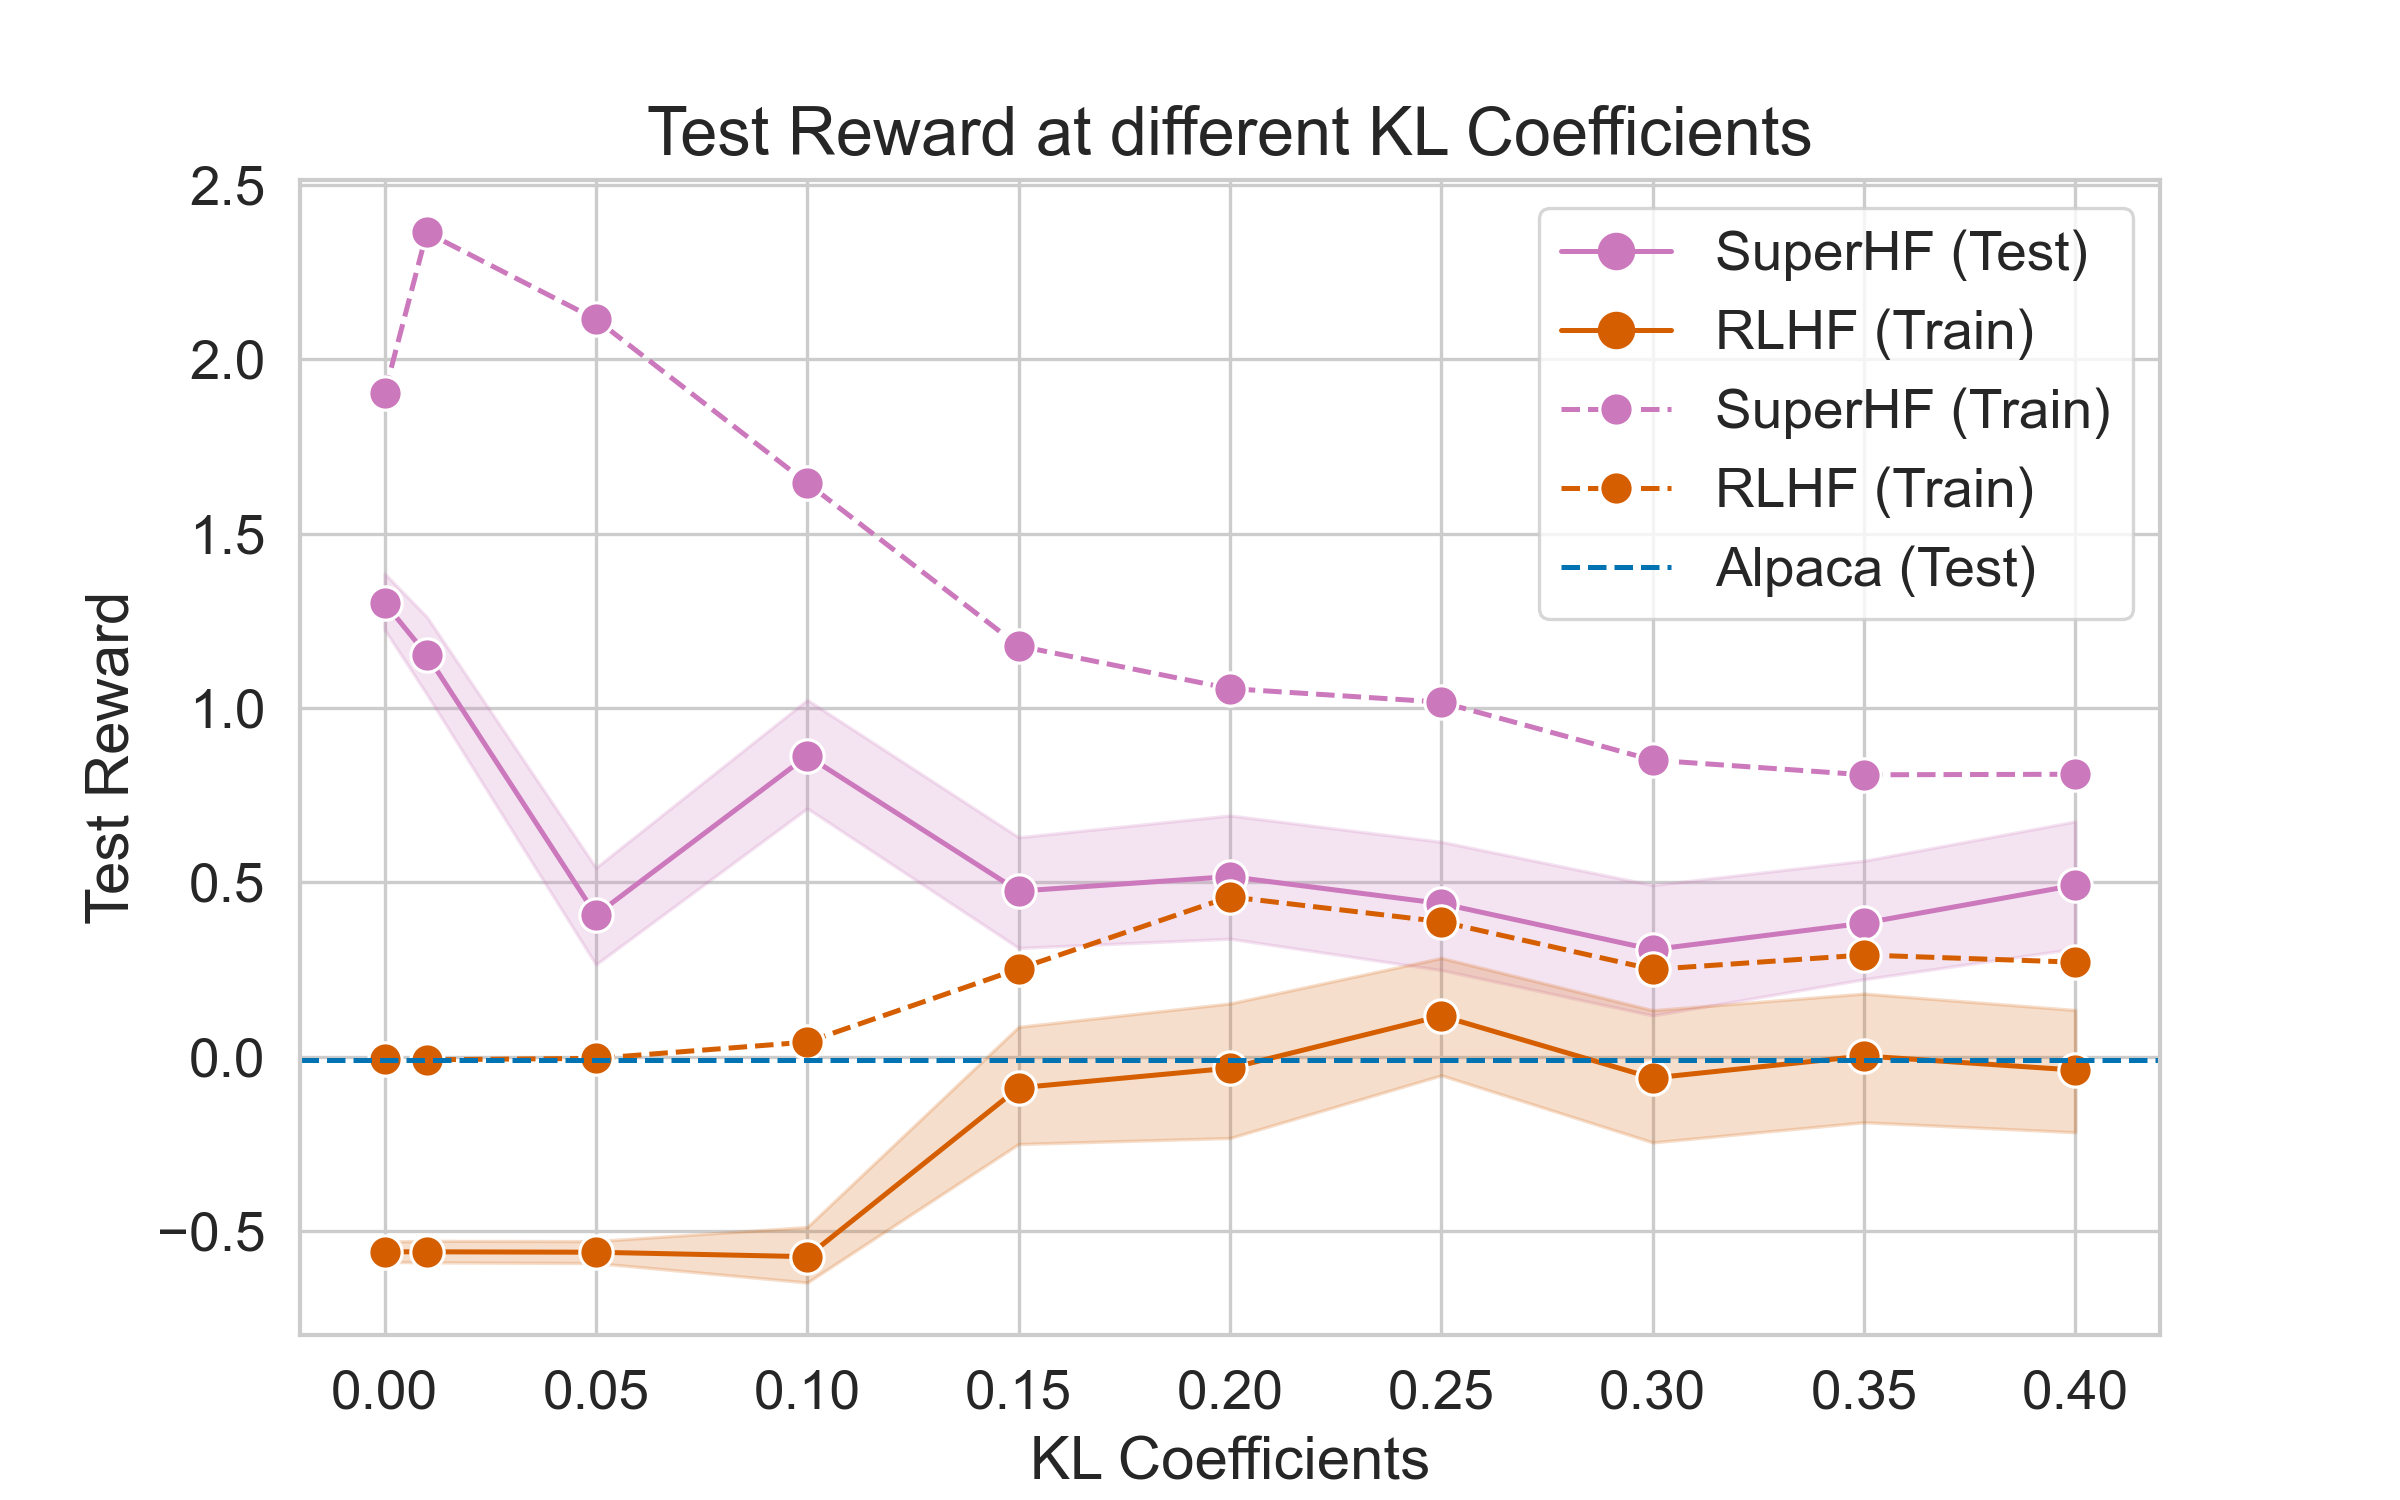 Test Reward at different KL Coefficients
2.5
2.0
1.5
1.0
0.5
0.0
−0.5
Test Reward
SuperHF (Test)
RLHF (Train)
SuperHF (Train)
RLHF (Train)
Alpaca (Test)
0.00 0.05 0.10 0.15 0.20 0.25 0.30 0.35 0.40
KL Coefficients